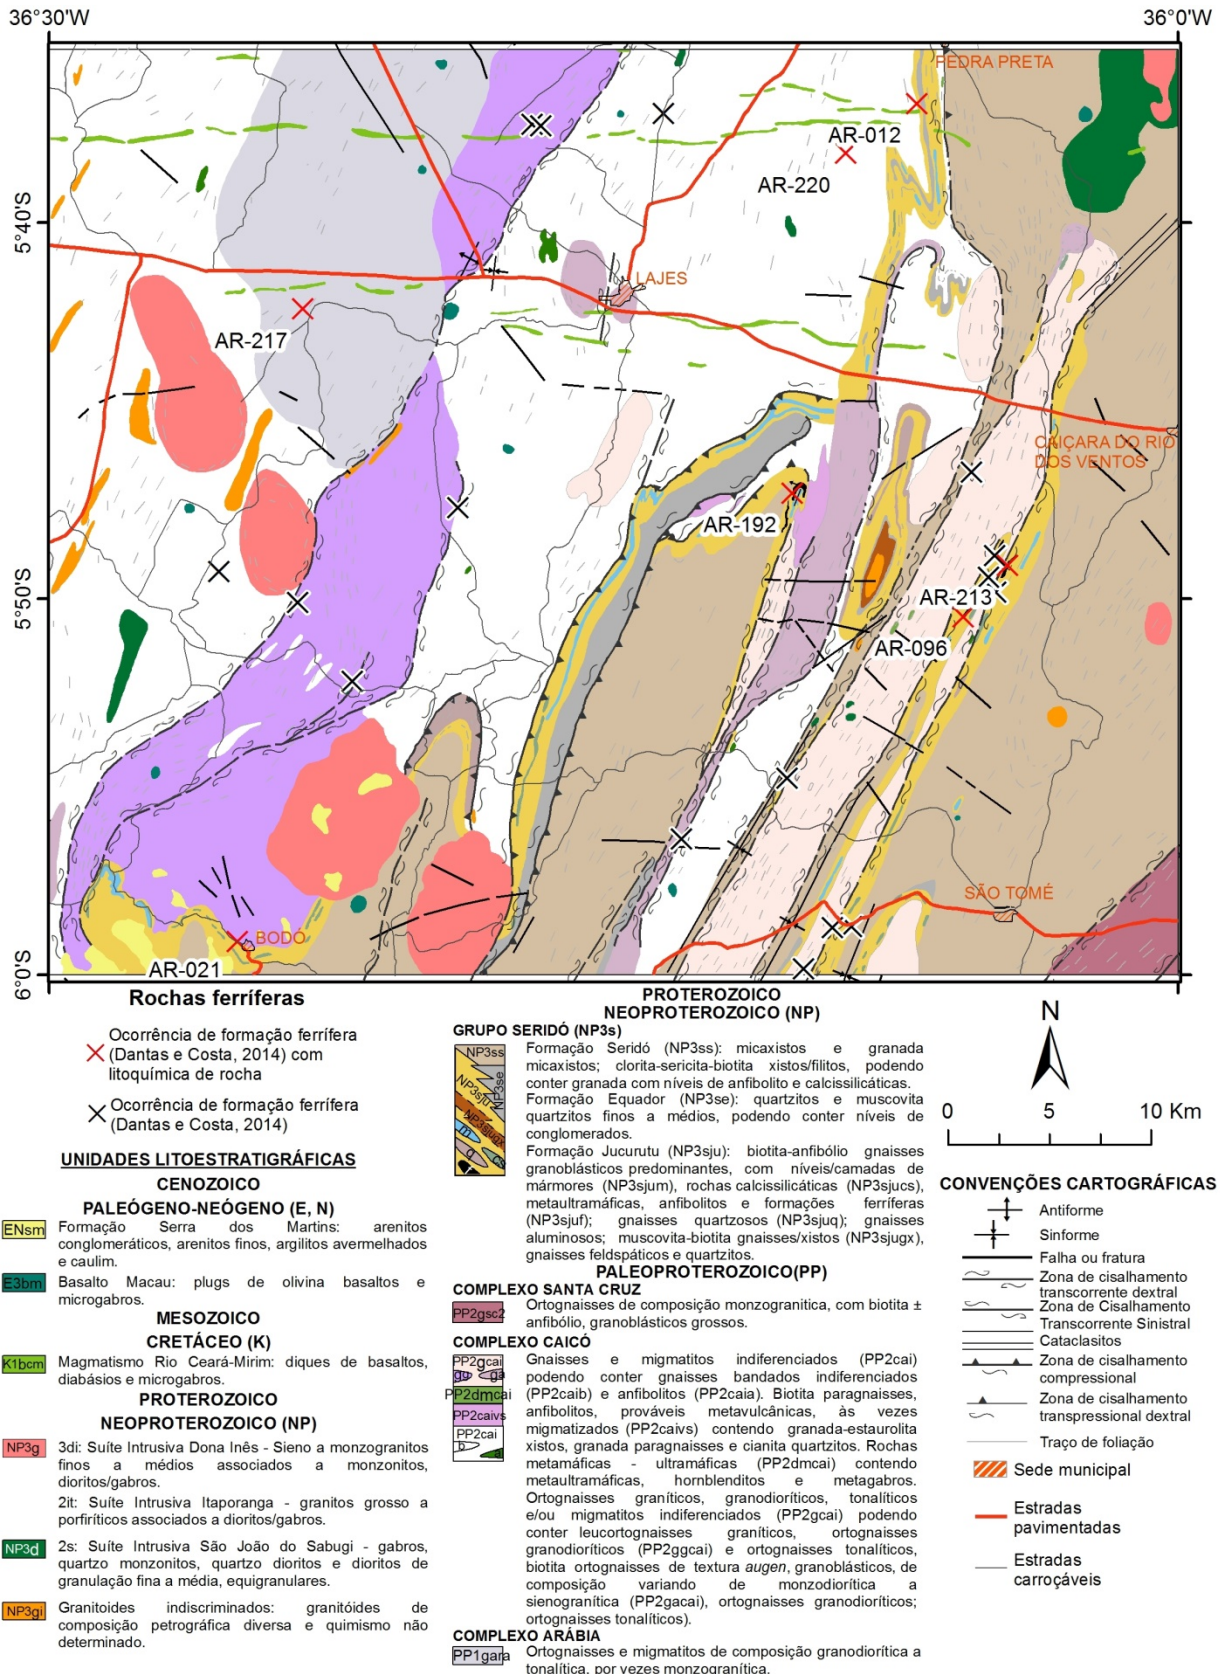 36°30'W
36°0'W
PEDRA PRETA
AR-012
AR-220
5°40'S
LAJES
AR-217
CAIÇARA DO RIO
DOS VENTOS
AR-192
5°50'S
AR-213
AR-096
SÃO TOMÉ
BODÓ
AR-021
6°0'S
Rochas ferríferas
Ocorrência de formação ferrífera
(Dantas e Costa, 2014) com
litoquímica de rocha
Ocorrência de formação ferrífera
(Dantas e Costa, 2014)
UNIDADES LITOESTRATIGRÁFICAS
CENOZOICO
PALEÓGENO-NEÓGENO (E, N)
ENsm
Formação Serra dos Martins: arenitos
conglomeráticos, arenitos finos, argilitos avermelhados
e caulim.
E3bm
Basalto Macau: plugs de olivina basaltos e
microgabros.
MESOZOICO
CRETÁCEO (K)
K1bcm
Magmatismo Rio Ceará-Mirim: diques de basaltos,
diabásios e microgabros.
PROTEROZOICO
NEOPROTEROZOICO (NP)
NP3g
3di: Suíte Intrusiva Dona Inês - Sieno a monzogranitos
finos a médios associados a monzonitos,
dioritos/gabros.
2it: Suíte Intrusiva Itaporanga - granitos grosso a
porfiríticos associados a dioritos/gabros.
NP3d
2s: Suíte Intrusiva São João do Sabugi - gabros,
quartzo monzonitos, quartzo dioritos e dioritos de
granulação fina a média, equigranulares.
NP3gi
Granitoides indiscriminados: granitóides de
composição petrográfica diversa e quimismo não
determinado.
PROTEROZOICO
NEOPROTEROZOICO (NP)
GRUPO SERIDÓ (NP3s)
NP3ss
NP3se
NP3sju
NP3sjugx
m
q
cs
Formação Seridó (NP3ss): micaxistos e granada
micaxistos; clorita-sericita-biotita xistos/filitos, podendo
conter granada com níveis de anfibolito e calcissilicáticas.
Formação Equador (NP3se): quartzitos e muscovita
quartzitos finos a médios, podendo conter níveis de
conglomerados.
Formação Jucurutu (NP3sju): biotita-anfibólio gnaisses
granoblásticos predominantes, com níveis/camadas de
mármores (NP3sjum), rochas calcissilicáticas (NP3sjucs),
metaultramáficas, anfibolitos e formações ferríferas
(NP3sjuf); gnaisses quartzosos (NP3sjuq); gnaisses
aluminosos; muscovita-biotita gnaisses/xistos (NP3sjugx),
gnaisses feldspáticos e quartzitos.
PALEOPROTEROZOICO(PP)
COMPLEXO SANTA CRUZ
PP2gsc2
Ortognaisses de composição monzogranitica, com biotita ±
anfibólio, granoblásticos grossos.
COMPLEXO CAICÓ
PP2gcai
gg ga
PP2dmcai
PP2caivs
PP2cai
b a
Gnaisses e migmatitos indiferenciados (PP2cai)
podendo conter gnaisses bandados indiferenciados
(PP2caib) e anfibolitos (PP2caia). Biotita paragnaisses,
anfibolitos, prováveis metavulcânicas, às vezes
migmatizados (PP2caivs) contendo granada-estaurolita
xistos, granada paragnaisses e cianita quartzitos. Rochas
metamáficas - ultramáficas (PP2dmcai) contendo
metaultramáficas, hornblenditos e metagabros.
Ortognaisses graníticos, granodioríticos, tonalíticos
e/ou migmatitos indiferenciados (PP2gcai) podendo
conter leucortognaisses graníticos, ortognaisses
granodioríticos (PP2ggcai) e ortognaisses tonalíticos,
biotita ortognaisses de textura augen, granoblásticos, de
composição variando de monzodiorítica a
sienogranítica (PP2gacai), ortognaisses granodioríticos;
ortognaisses tonalíticos).
COMPLEXO ARÁBIA
PP1gara
Ortognaisses e migmatitos de composição granodiorítica a
tonalítica, por vezes monzogranítica.
N
0 5 10 Km
CONVENÇÕES CARTOGRÁFICAS
Antiforme
Sinforme
Falha ou fratura
Zona de cisalhamento
transcorrente dextral
Zona de Cisalhamento
Transcorrente Sinistral
Cataclasitos
Zona de cisalhamento
compressional
Zona de cisalhamento
transpressional dextral
Traço de foliação
Sede municipal
Estradas
pavimentadas
Estradas
carroçáveis